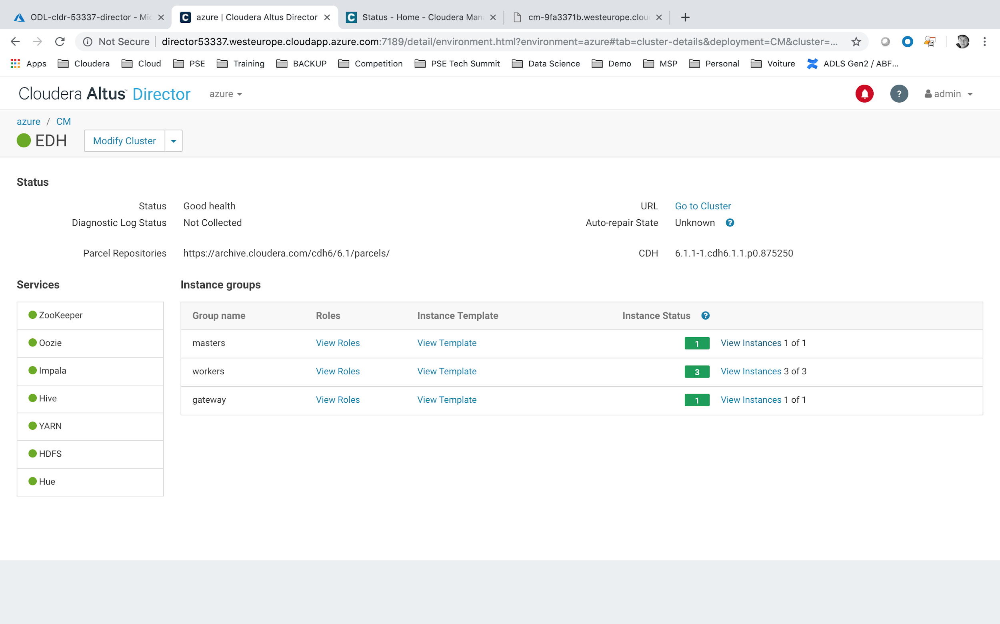 ODL-cldr-53337-director - Mic
azure | Cloudera Altus Director
Status - Home - Cloudera Man
cm-9fa3371b.westeurope.clou
Not Secure
director53337.westeurope.cloudapp.azure.com:7189/detail/environment.html?environment=azure#tab=cluster-details&deployment=CM&cluster=...
Apps Cloudera Cloud PSE Training BACKUP Competition PSE Tech Summit Data Science Demo MSP Personal Voiture ADLS Gen2 / ABF...
Cloudera Altus™ Director azure ? admin
azure / CM
EDH Modify Cluster
Status
Status Good health URL Go to Cluster
Diagnostic Log Status Not Collected Auto-repair State Unknown ?
Parcel Repositories https://archive.cloudera.com/cdh6/6.1/parcels/ CDH 6.1.1-1.cdh6.1.1.p0.875250
Services
ZooKeeper
Oozie
Impala
Hive
YARN
HDFS
Hue
Instance groups
Group name Roles Instance Template Instance Status ?
masters View Roles View Template 1 View Instances 1 of 1
workers View Roles View Template 3 View Instances 3 of 3
gateway View Roles View Template 1 View Instances 1 of 1